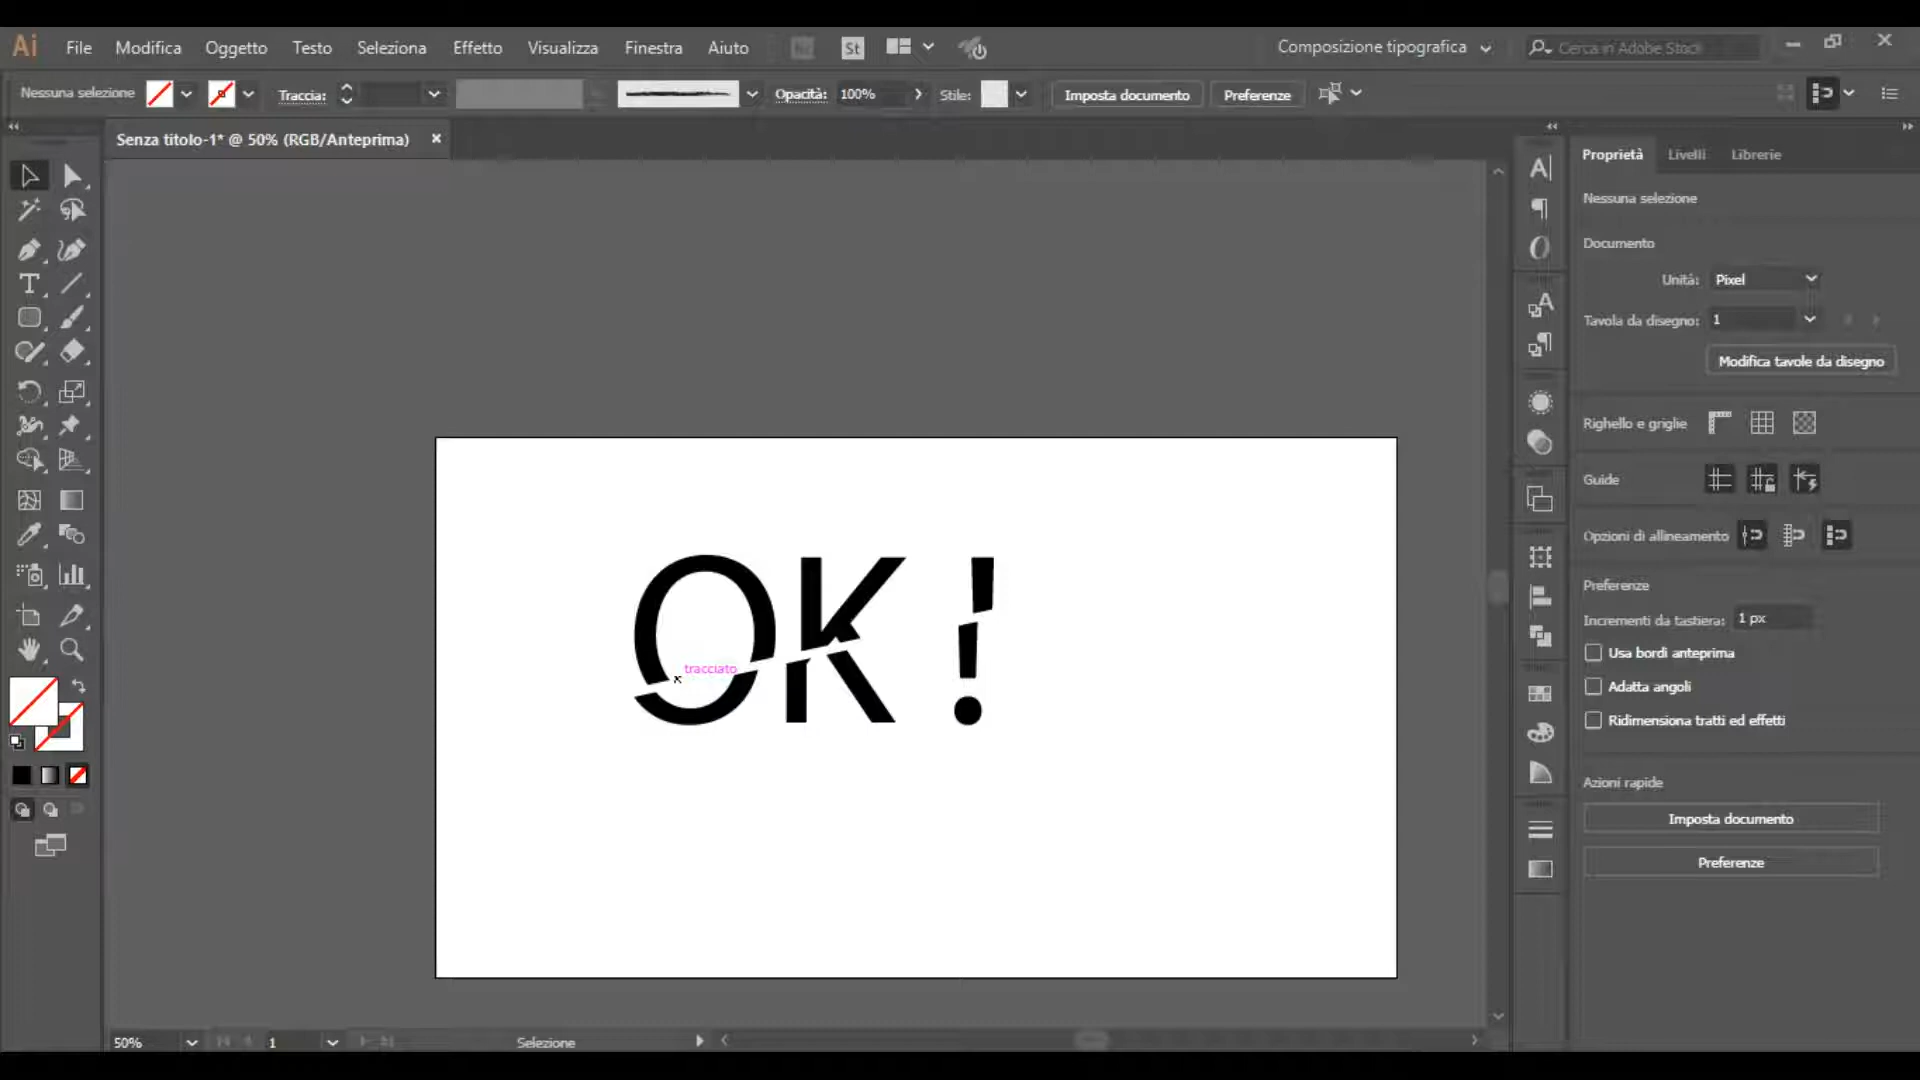 Ai File Modifica Oggetto Testo Seleziona Effetto Visualizza Finestra Aiuto St Composizione tipografica Cerca in Adobe Stock
Nessuna selezione Traccia: Opacità: 100% Stile: Imposta documento Preferenze
Senza titolo-1* @ 50% (RGB/Anteprima)
Proprietà Livelli Librerie
Nessuna selezione
Documento
Unità: Pixel
Tavola da disegno: 1
Modifica tavole da disegno
Righello e griglie
Guide
Opzioni di allineamento
Preferenze
Incrementi da tastiera: 1 px
Usa bordi anteprima
Adatta angoli
Ridimensiona tratti ed effetti
Azioni rapide
Imposta documento
Preferenze
OK!
tracciato
50% 1 Selezione